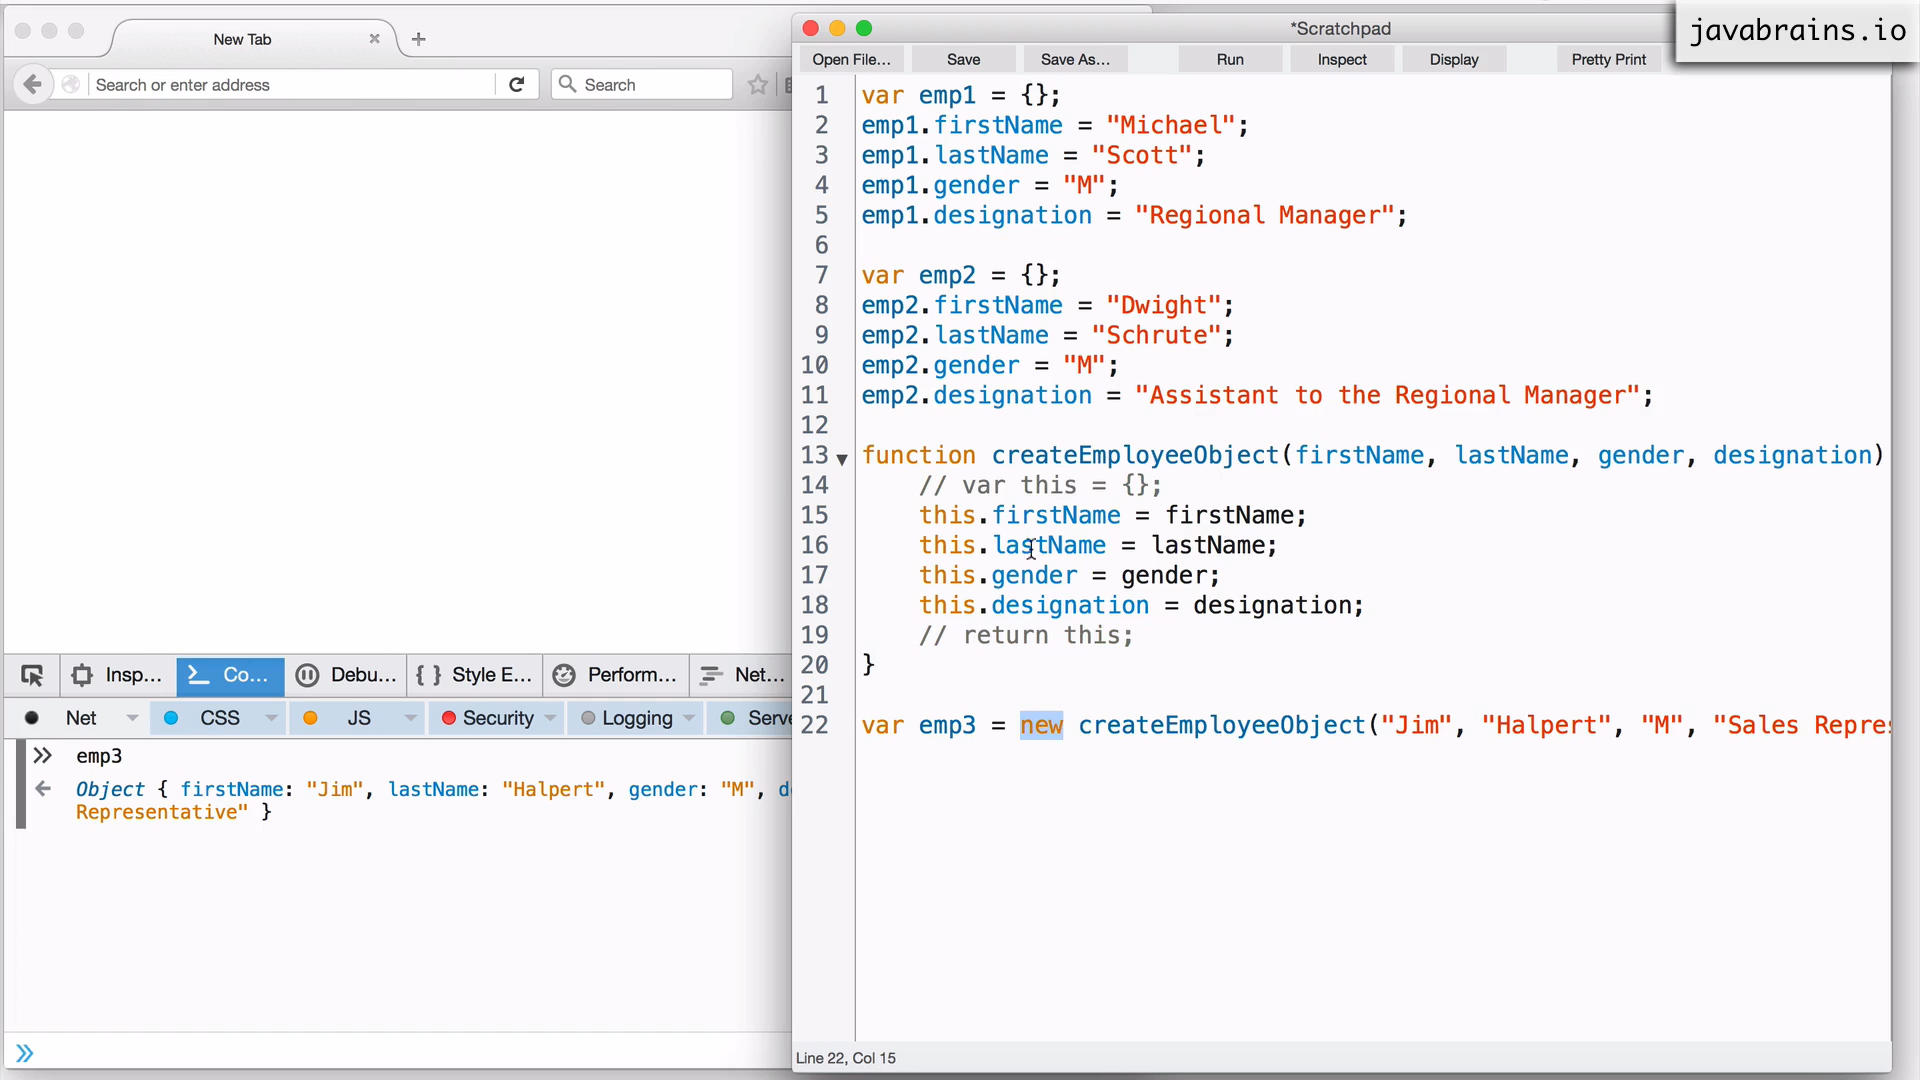 New Tab
Search or enter address
Search
*Scratchpad
javabrains.io
Open File...
Save
Save As...
Run
Inspect
Display
Pretty Print
1 var emp1 = {};
2 emp1.firstName = "Michael";
3 emp1.lastName = "Scott";
4 emp1.gender = "M";
5 emp1.designation = "Regional Manager";
6
7 var emp2 = {};
8 emp2.firstName = "Dwight";
9 emp2.lastName = "Schrute";
10 emp2.gender = "M";
11 emp2.designation = "Assistant to the Regional Manager";
12
13 function createEmployeeObject(firstName, lastName, gender, designation)
14 // var this = {};
15 this.firstName = firstName;
16 this.lastName = lastName;
17 this.gender = gender;
18 this.designation = designation;
19 // return this;
20 }
21
22 var emp3 = new createEmployeeObject("Jim", "Halpert", "M", "Sales Repre
Line 22, Col 15
Insp...
Co...
Debu...
{ } Style E...
Perform...
Net...
Net
CSS
JS
Security
Logging
Serv
emp3
Object { firstName: "Jim", lastName: "Halpert", gender: "M", d
Representative" }